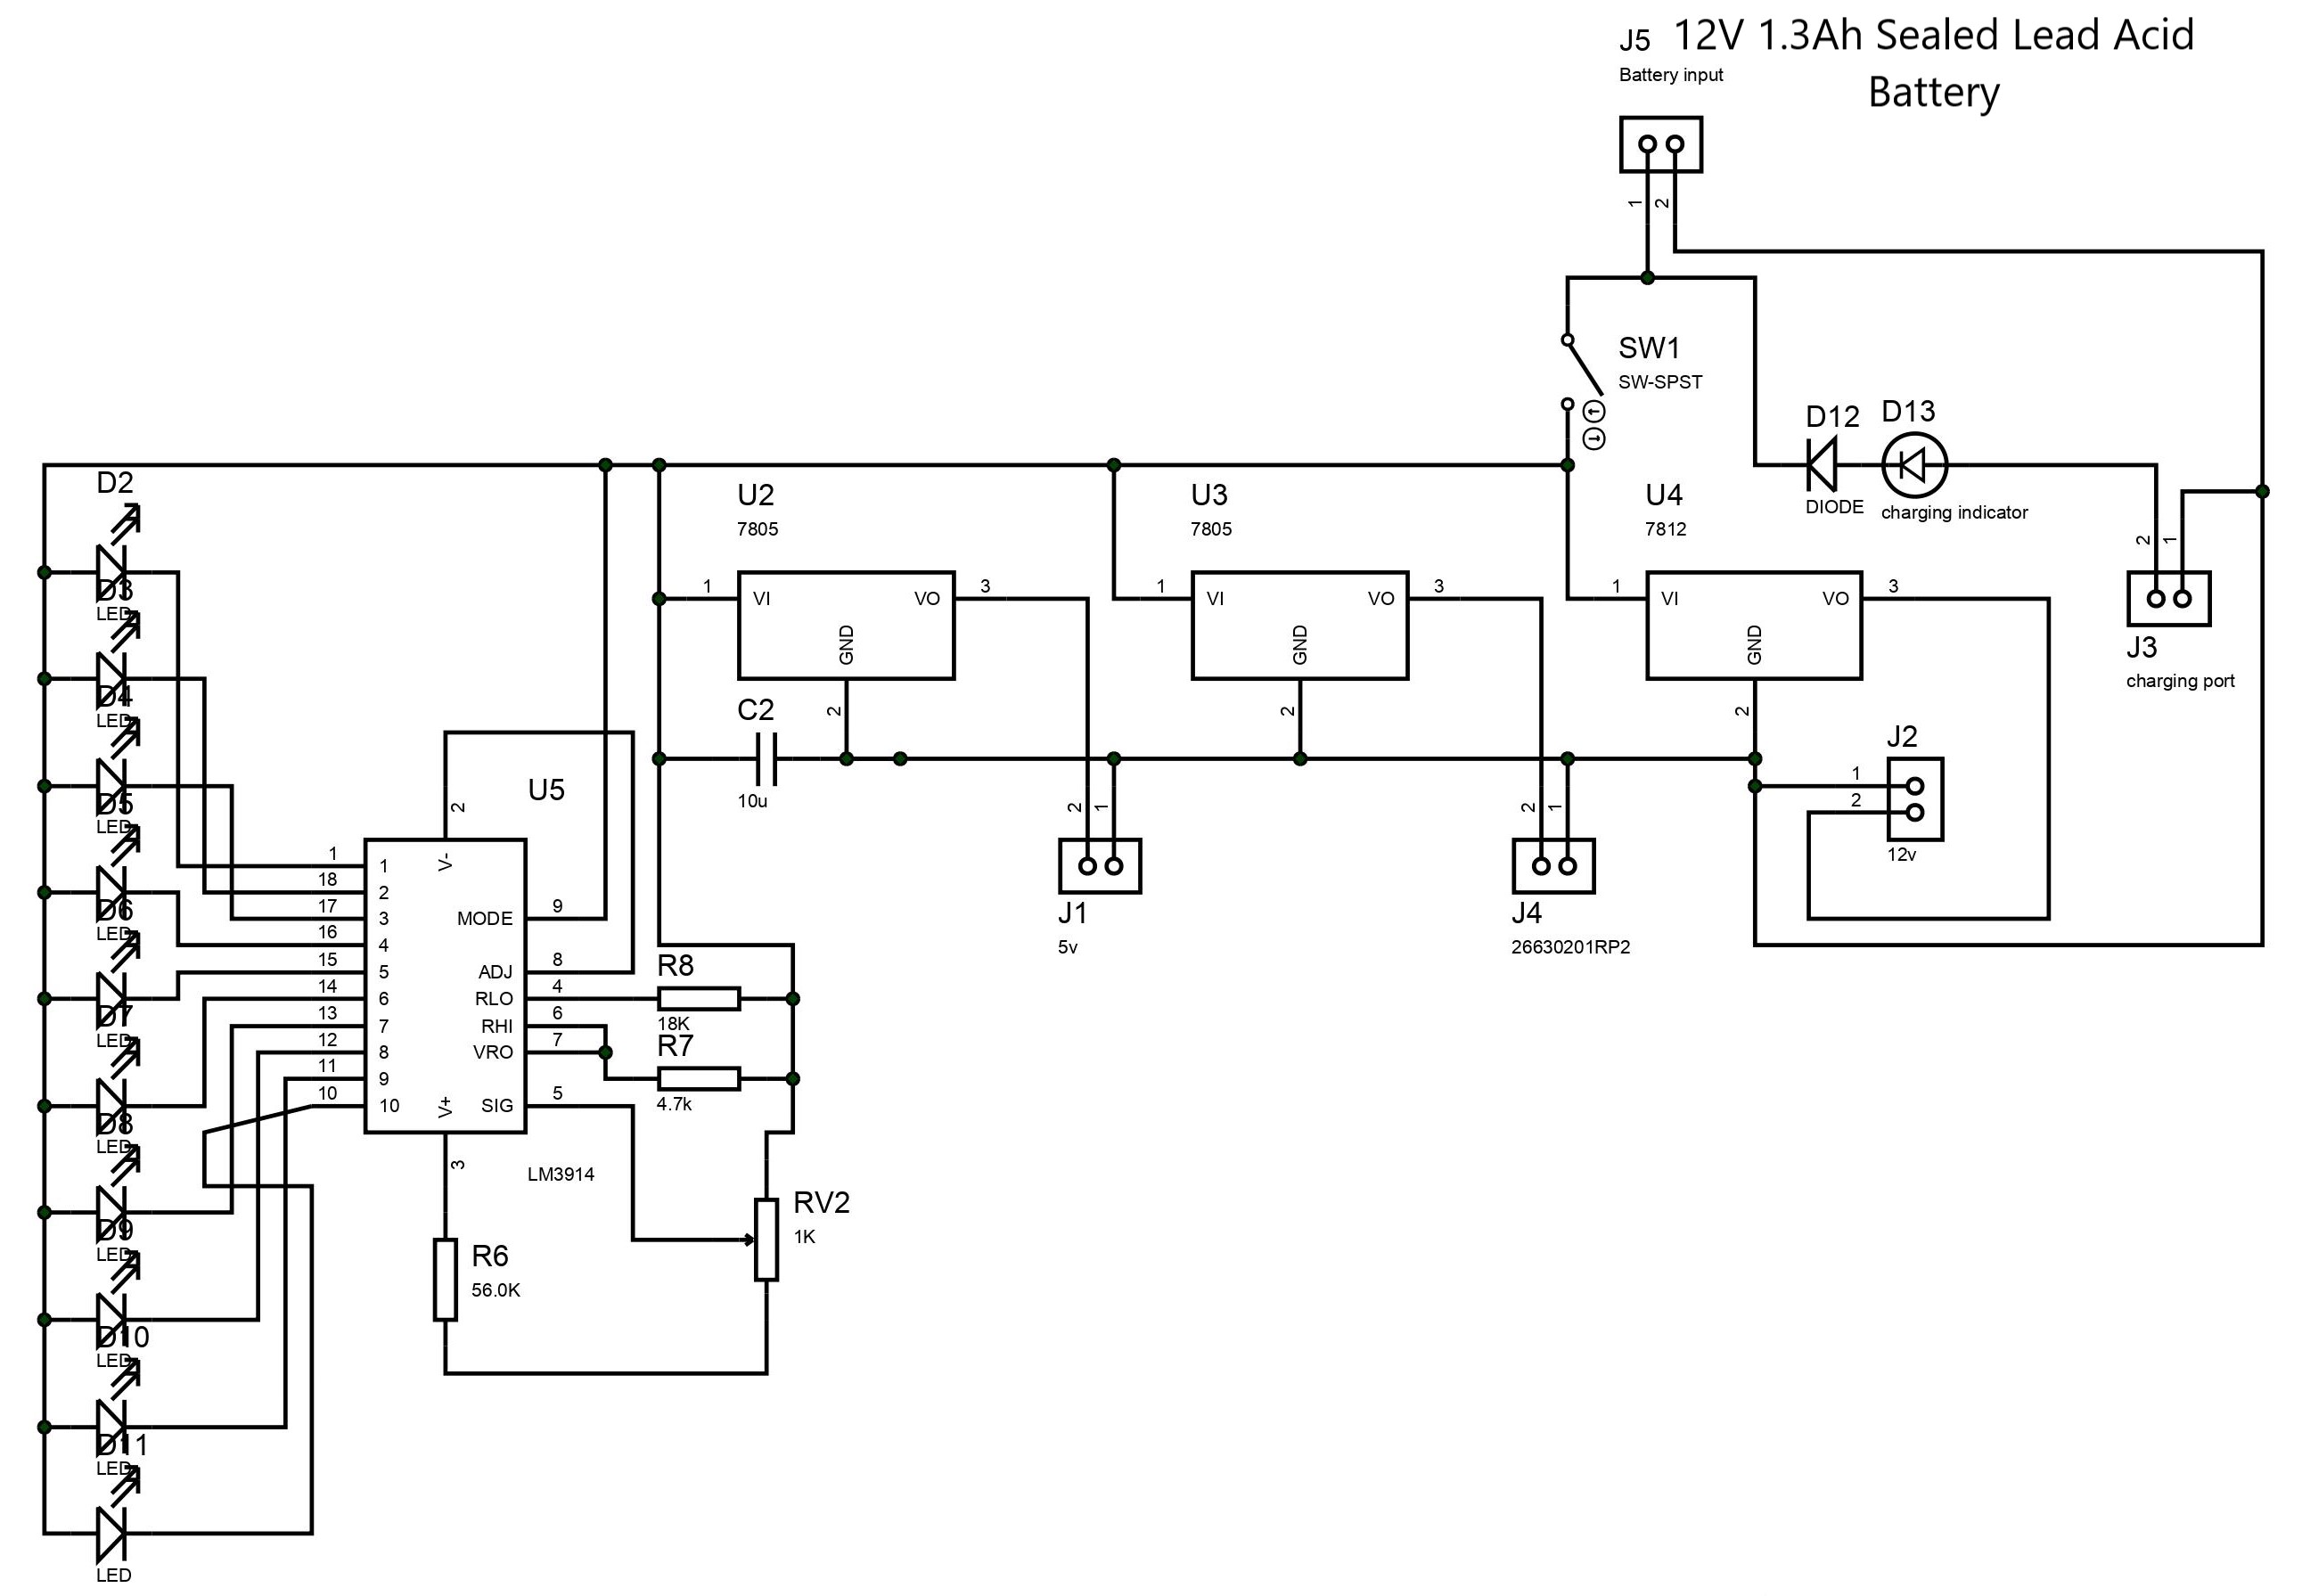 J5 12V 1.3Ah Sealed Lead Acid
Battery
Battery input
1
2
SW1
SW-SPST
D12
D13
DIODE
charging indicator
2
1
J3
charging port
U2
7805
1
VI
VO
3
GND
2
U3
7805
1
VI
VO
3
GND
2
U4
7812
1
VI
VO
3
GND
2
C2
10u
J2
1
2
12v
2
1
J1
5v
2
1
J4
26630201RP2
D2
LED
D3
LED
D4
LED
D5
LED
D6
LED
D7
LED
D8
LED
D9
LED
D10
LED
D11
LED
U5
LM3914
2
V-
1 1
18 2
17 3
16 4
15 5
14 6
13 7
12 8
11 9
10 10
MODE 9
ADJ 8
RLO 4
RHI 6
VRO 7
SIG 5
V+
3
R8
18K
R7
4.7k
RV2
1K
R6
56.0K